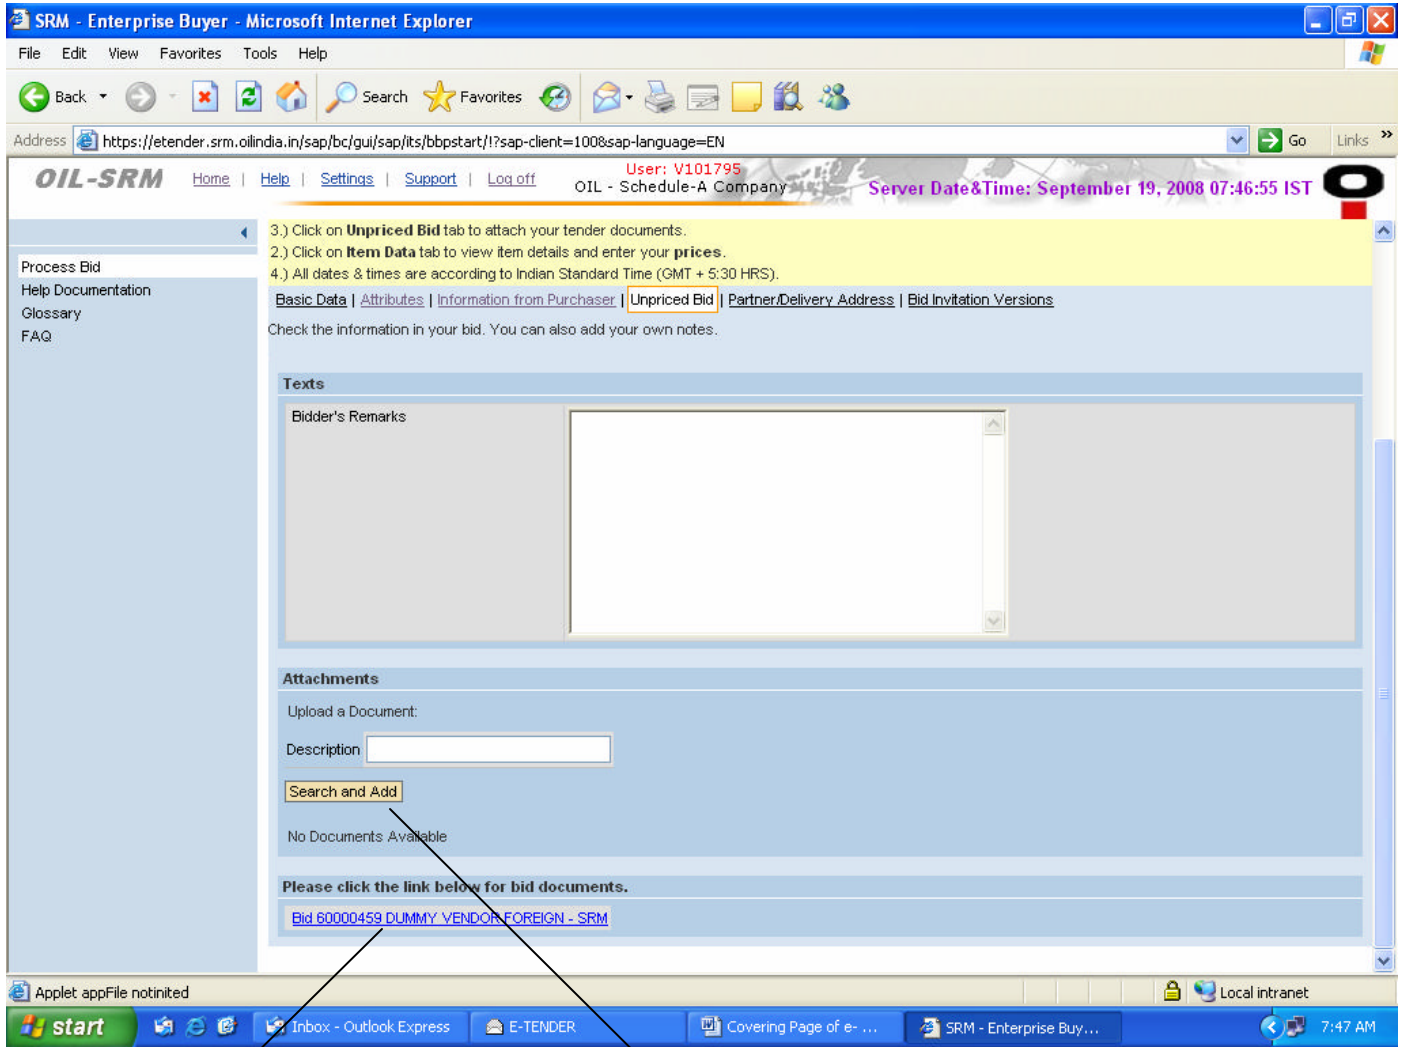 SRM - Enterprise Buyer - Microsoft Internet Explorer
File Edit View Favorites Tools Help
Back Search Favorites
Address https://etender.srm.oilindia.in/sap/bc/gui/sap/its/bbpstart/!?sap-client=100&sap-language=EN Go Links »
OIL-SRM Home | Help | Settings | Support | Log off User: V101795
OIL - Schedule-A Company Server Date&Time: September 19, 2008 07:46:55 IST
3.) Click on Unpriced Bid tab to attach your tender documents.
2.) Click on Item Data tab to view item details and enter your prices.
4.) All dates & times are according to Indian Standard Time (GMT + 5:30 HRS).
Process Bid
Help Documentation
Glossary
FAQ
Basic Data | Attributes | Information from Purchaser | Unpriced Bid | Partner/Delivery Address | Bid Invitation Versions
Check the information in your bid. You can also add your own notes.
Texts
Bidder's Remarks
Attachments
Upload a Document:
Description
Search and Add
No Documents Available
Please click the link below for bid documents.
Bid 60000459 DUMMY VENDOR FOREIGN - SRM
Applet appFile notinited Local intranet
start Inbox - Outlook Express E-TENDER Covering Page of e- ... SRM - Enterprise Buy... 7:47 AM